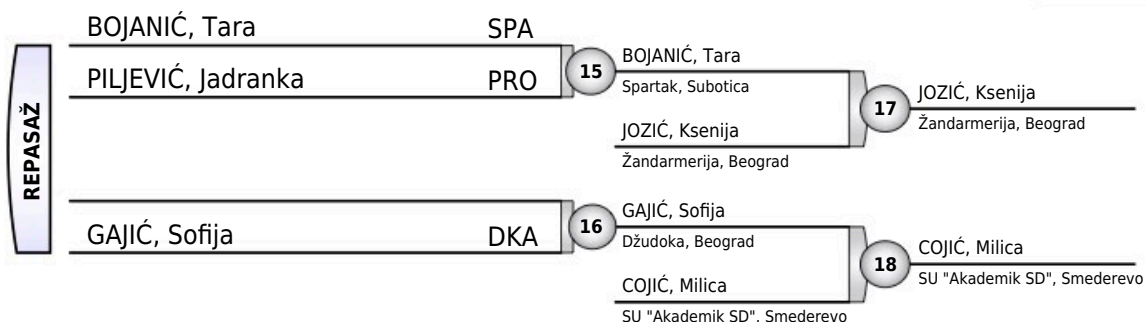 REPASAŽ
BOJANIĆ, Tara SPA
PILJEVIĆ, Jadranka PRO
15
BOJANIĆ, Tara
Spartak, Subotica
JOZIĆ, Ksenija
Žandarmerija, Beograd
17
JOZIĆ, Ksenija
Žandarmerija, Beograd
GAJIĆ, Sofija DKA
16
GAJIĆ, Sofija
Džudoka, Beograd
COJIĆ, Milica
SU "Akademik SD", Smederevo
18
COJIĆ, Milica
SU "Akademik SD", Smederevo